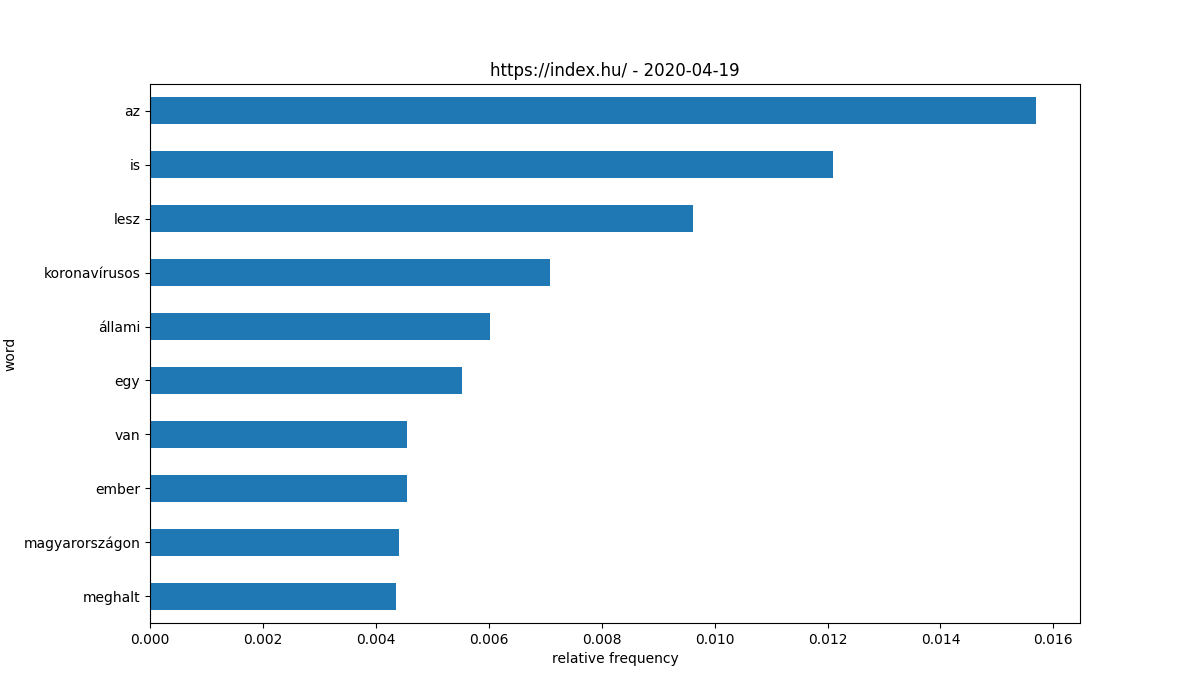 https://index.hu/ - 2020-04-19
az
is
lesz
koronavírusos
állami
egy
van
ember
magyarországon
meghalt
word
0.000 0.002 0.004 0.006 0.008 0.010 0.012 0.014 0.016
relative frequency